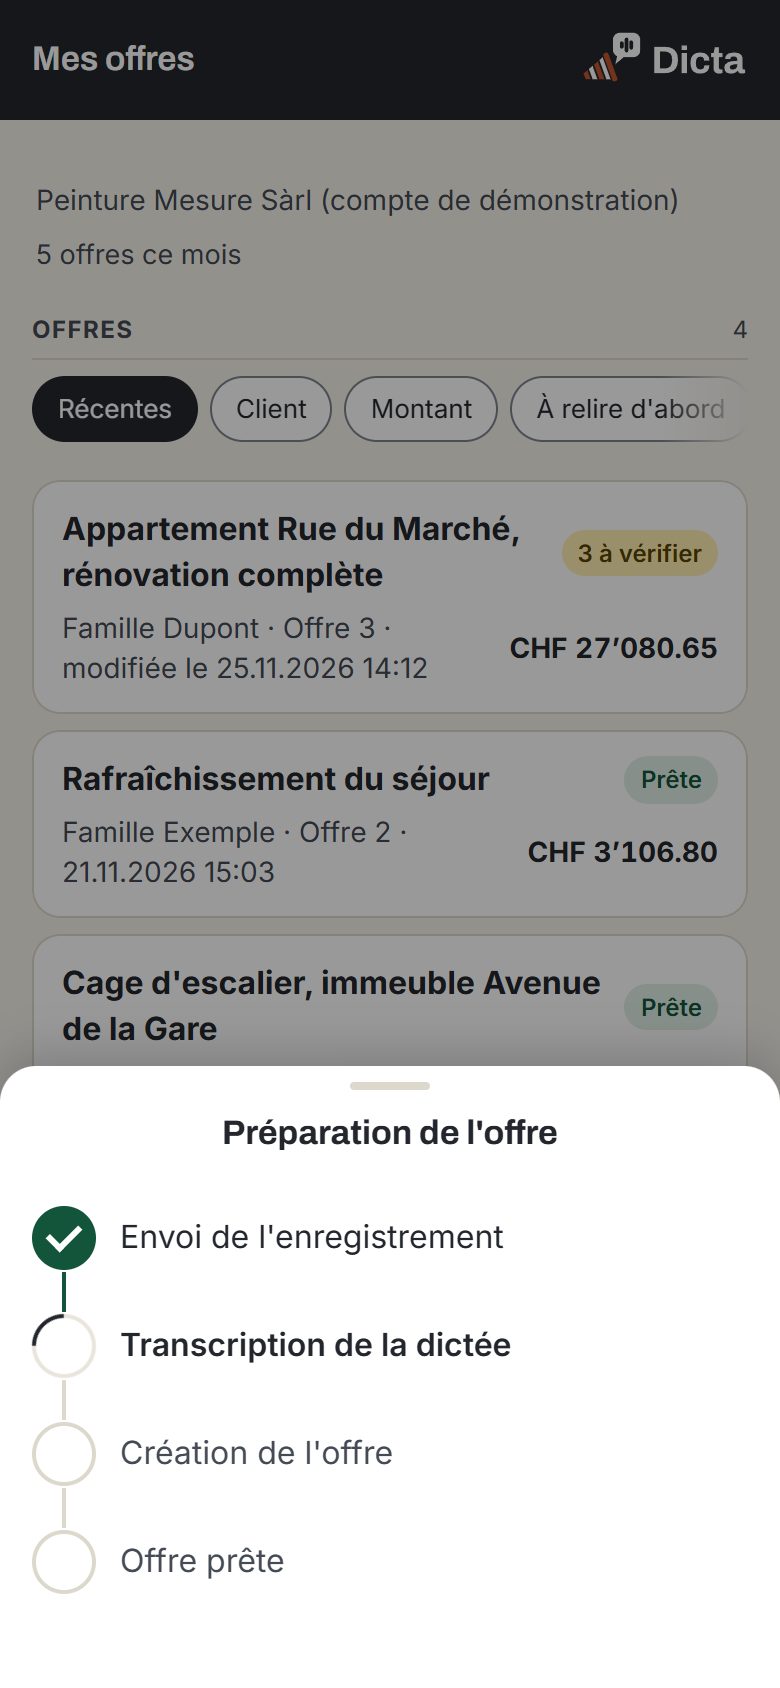 Mes offres
Dicta
Peinture Mesure Sàrl (compte de démonstration)
5 offres ce mois
OFFRES
4
Récentes
Client
Montant
À relire d'abord
Appartement Rue du Marché,
rénovation complète
3 à vérifier
Famille Dupont · Offre 3 ·
modifiée le 25.11.2026 14:12
CHF 27’080.65
Rafraîchissement du séjour
Prête
Famille Exemple · Offre 2 ·
21.11.2026 15:03
CHF 3’106.80
Cage d'escalier, immeuble Avenue
de la Gare
Prête
Préparation de l'offre
Envoi de l'enregistrement
Transcription de la dictée
Création de l'offre
Offre prête